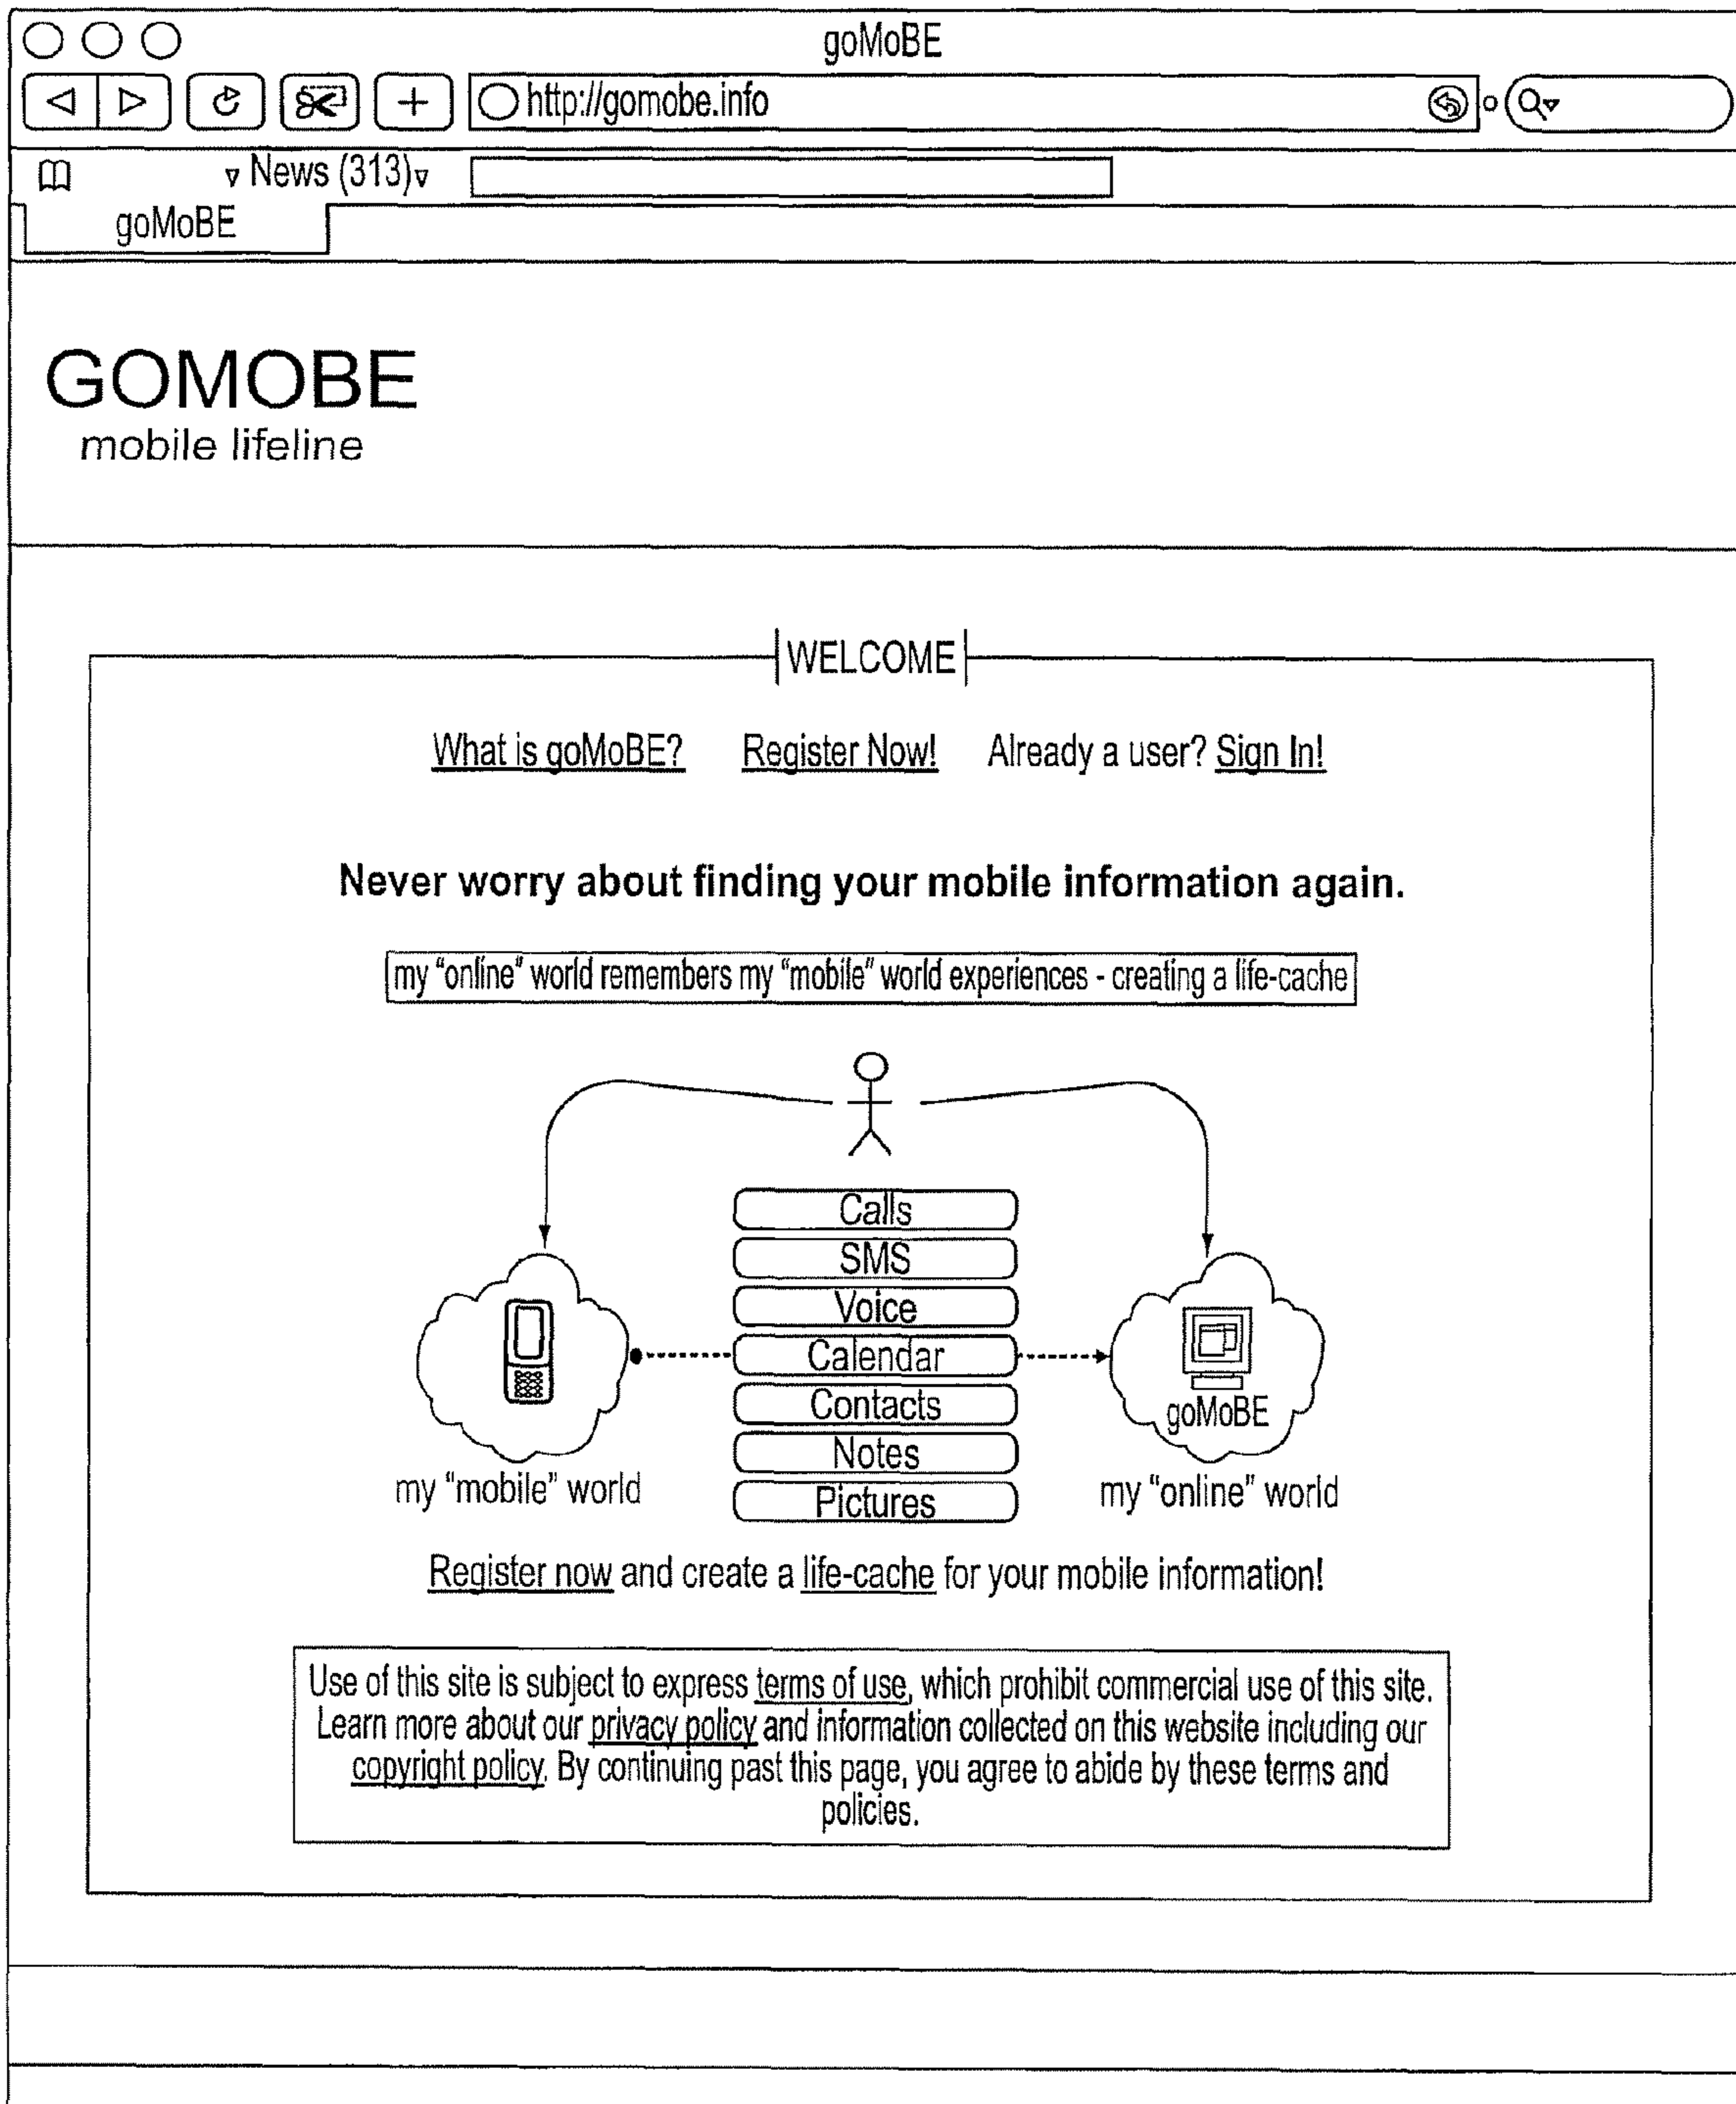 goMoBE
http://gomobe.info
News (313)
goMoBE
GOMOBE
mobile lifeline
WELCOME
What is goMoBE? Register Now! Already a user? Sign In!
Never worry about finding your mobile information again.
my “online” world remembers my “mobile” world experiences - creating a life-cache
Calls
SMS
Voice
Calendar
Contacts
Notes
Pictures
goMoBE
my “mobile” world
my “online” world
Register now and create a life-cache for your mobile information!
Use of this site is subject to express terms of use, which prohibit commercial use of this site.
Learn more about our privacy policy and information collected on this website including our
copyright policy. By continuing past this page, you agree to abide by these terms and
policies.